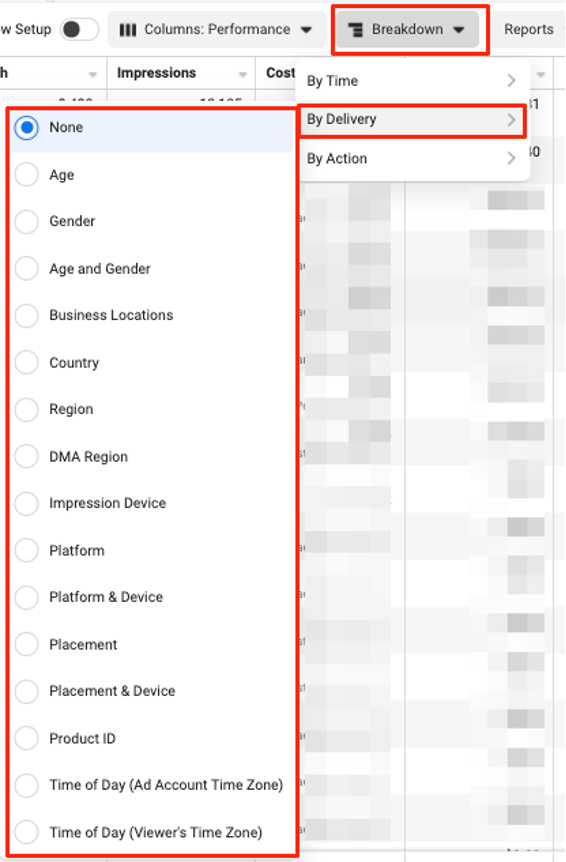 w Setup
Columns: Performance
Breakdown
Reports
h
Impressions
Cost
By Time
By Delivery
By Action
None
Age
Gender
Age and Gender
Business Locations
Country
Region
DMA Region
Impression Device
Platform
Platform & Device
Placement
Placement & Device
Product ID
Time of Day (Ad Account Time Zone)
Time of Day (Viewer's Time Zone)